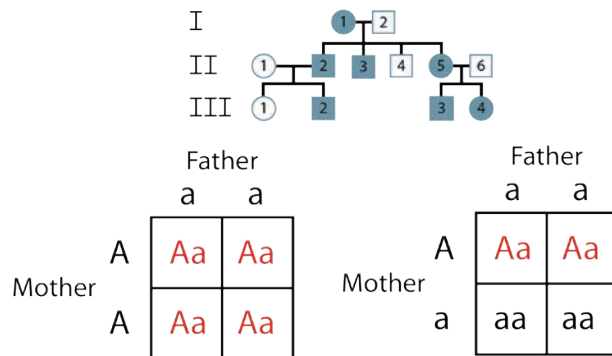 I 1 2
II 1 2 3 4 5 6
III 1 2 3 4
Father
a a
A Aa Aa
Mother
A Aa Aa
Father
a a
A Aa Aa
Mother
a aa aa